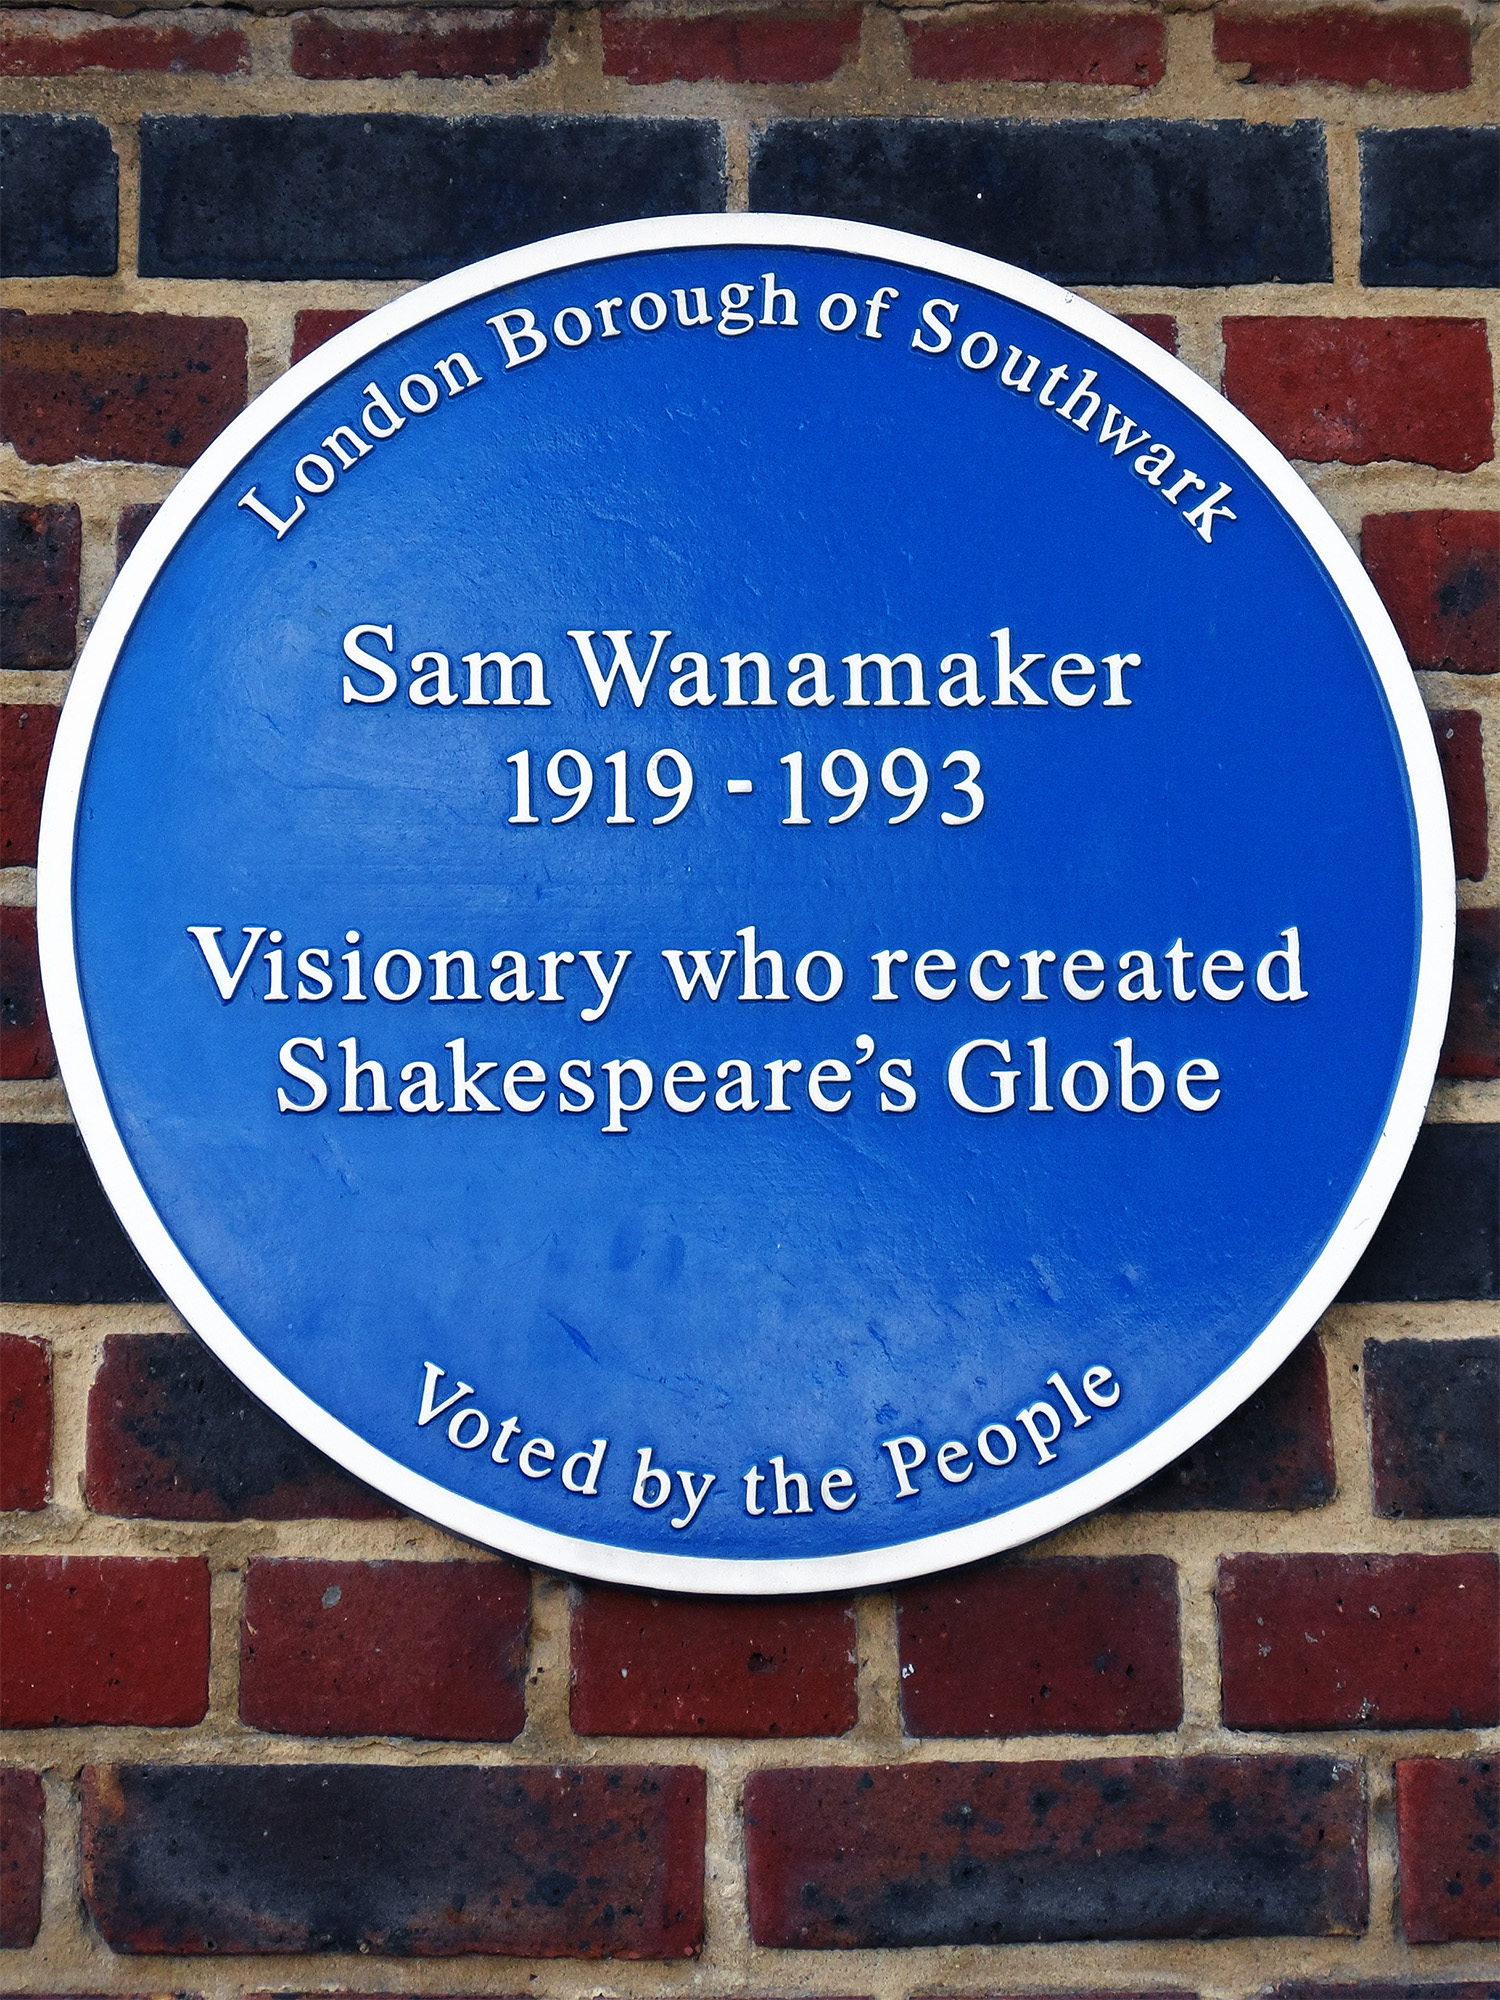 London Borough of Southwark
Sam Wanamaker
1919 - 1993
Visionary who recreated
Shakespeare’s Globe
Voted by the People